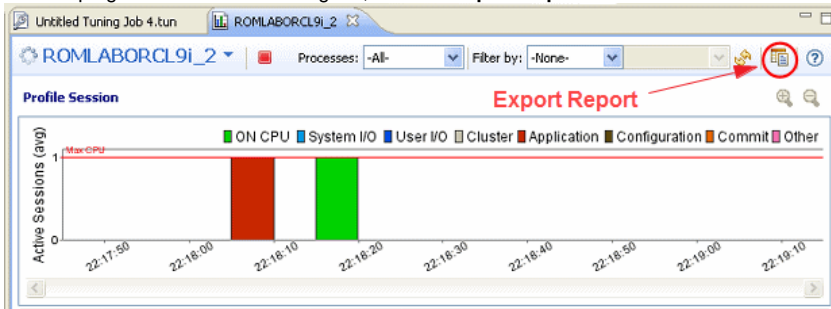 Untitled Tuning Job 4.tun ROMLABORCL9i_2
ROMLABORCL9i_2 Processes: -All- Filter by: -None-
Export Report
Profile Session
ON CPU System I/O User I/O Cluster Application Configuration Commit Other
Active Sessions (avg)
Max CPU
1
0
22:17:50 22:18:00 22:18:10 22:18:20 22:18:30 22:18:40 22:18:50 22:19:00 22:19:10